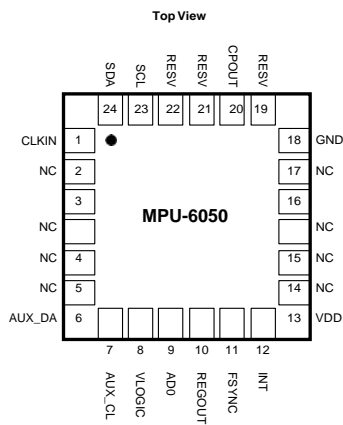 Top View
SDA
SCL
RESV
RESV
CPOUT
RESV
24
23
22
21
20
19
CLKIN 1
18 GND
NC 2
17 NC
3
16
MPU-6050
NC
NC
NC 4
15 NC
NC 5
14 NC
AUX_DA 6
13 VDD
7
8
9
10
11
12
AUX_CL
VLOGIC
AD0
REGOUT
FSYNC
INT